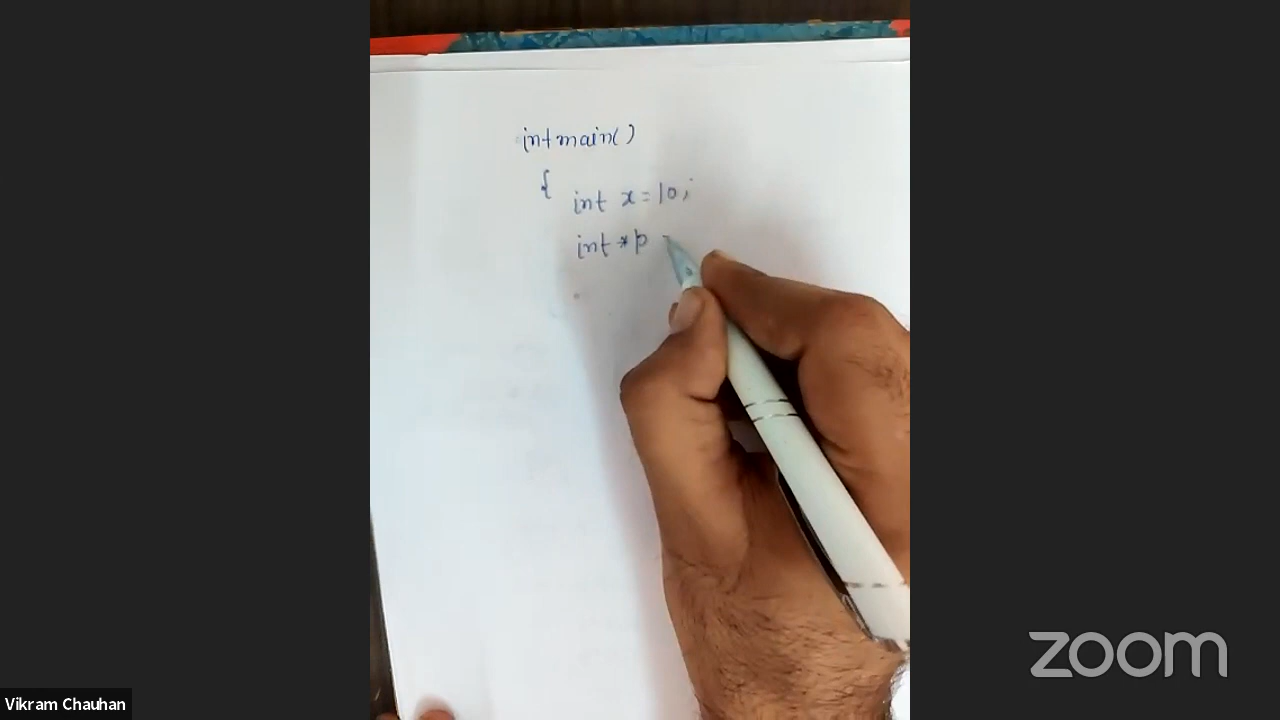 int main()
{
int x = 10;
int *p -
Vikram Chauhan
zoom